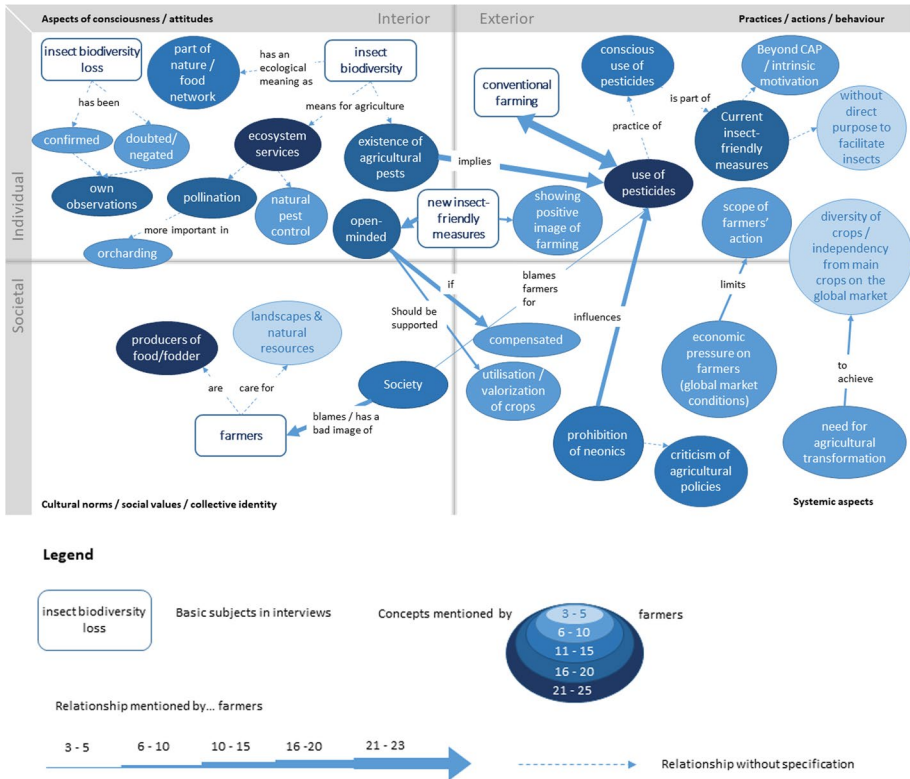 Aspects of consciousness / attitudes
Interior
Exterior
Practices / actions / behaviour
Individual
Societal
insect biodiversity
loss
part of
nature /
food
network
has an
ecological
meaning as
insect
biodiversity
has been
confirmed
doubted/
negated
own
observations
means for agriculture
ecosystem
services
existence of
agricultural
pests
pollination
natural
pest
control
more important in
orcharding
open-
minded
new insect-
friendly
measures
showing
positive
image of
farming
conventional
farming
implies
conscious
use of
pesticides
practice of
is part of
use of
pesticides
Beyond CAP
/ intrinsic
motivation
Current
insect-
friendly
measures
without
direct
purpose to
facilitate
insects
scope of
farmers'
action
diversity of
crops /
independency
from main
crops on the
global market
limits
if
Should be
supported
blames
farmers
for
influences
compensated
utilisation /
valorization
of crops
economic
pressure on
farmers
(global market
conditions)
to
achieve
need for
agricultural
transformation
producers of
food/fodder
landscapes &
natural
resources
are
care for
farmers
Society
blames / has a
bad image of
prohibition
of neonics
criticism of
agricultural
policies
Cultural norms / social values / collective identity
Systemic aspects
Legend
insect biodiversity
loss
Basic subjects in interviews
Concepts mentioned by
3 - 5
6 - 10
11 - 15
16 - 20
21 - 25
farmers
Relationship mentioned by... farmers
3 - 5
6 - 10
10 - 15
16 -20
21 - 23
Relationship without specification